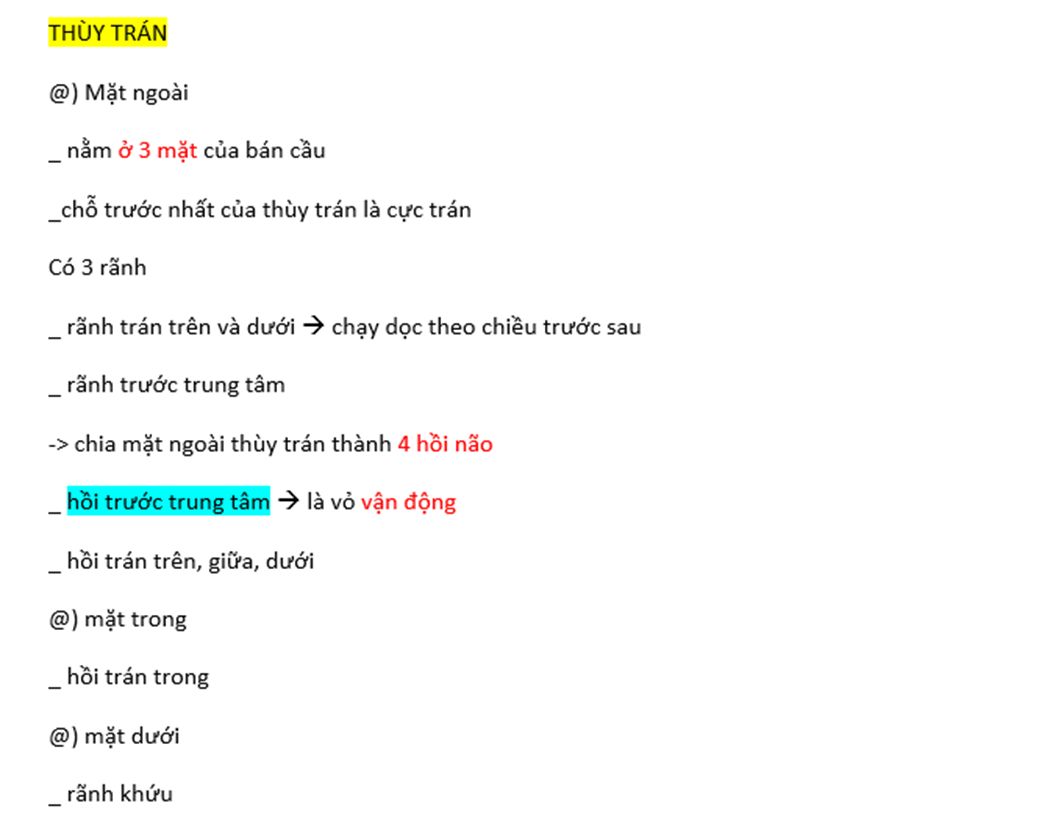 THÙY TRÁN
@) Mặt ngoài
_ nằm ở 3 mặt của bán cầu
_chỗ trước nhất của thùy trán là cực trán
Có 3 rãnh
_ rãnh trán trên và dưới → chạy dọc theo chiều trước sau
_ rãnh trước trung tâm
-> chia mặt ngoài thùy trán thành 4 hồi não
_ hồi trước trung tâm → là vỏ vận động
_ hồi trán trên, giữa, dưới
@) mặt trong
_ hồi trán trong
@) mặt dưới
_ rãnh khứu